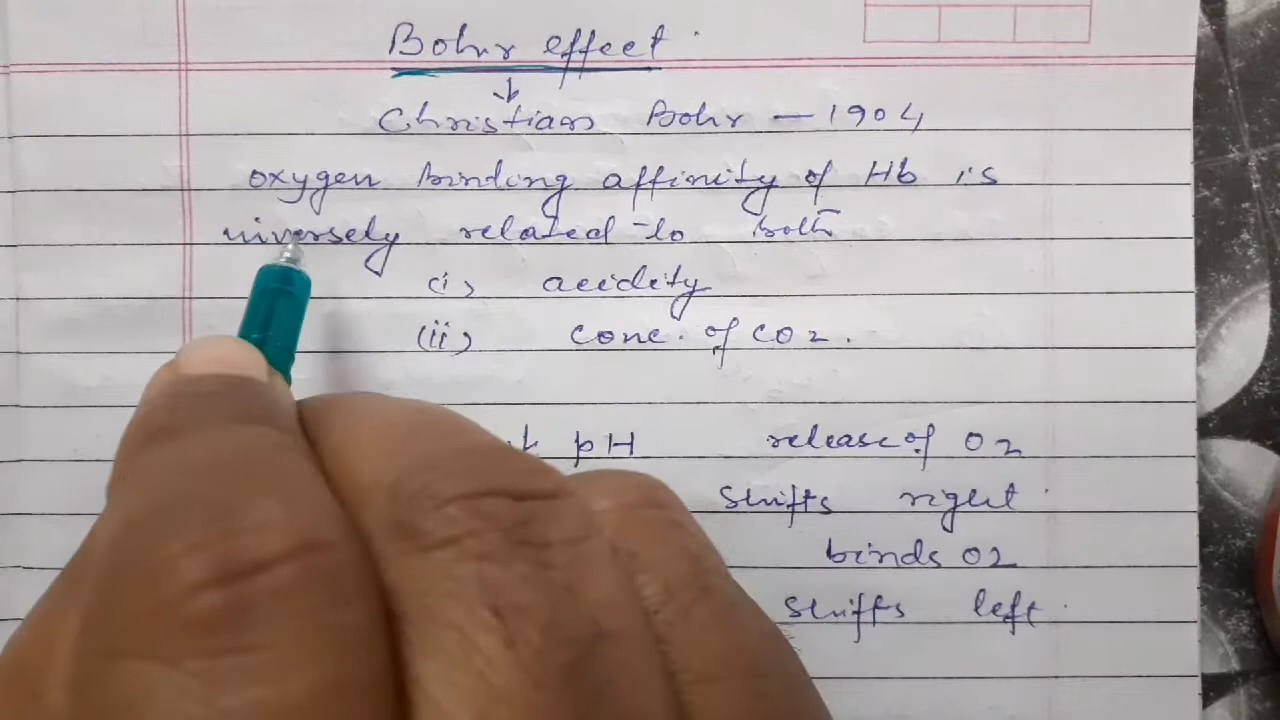 Bohr effect
Christian Bohr — 1904
oxygen binding affinity of Hb is
inversely related to both
(i) acidity
(ii) conc. of CO2.
pH release of O2
shifts right
binds O2
shifts left